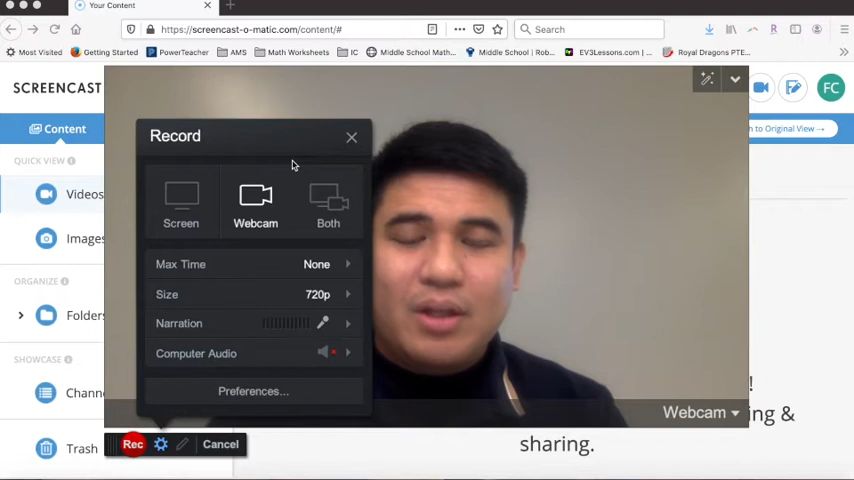 Your Content
https://screencast-o-matic.com/content/#
Search
Most Visited Getting Started PowerTeacher AMS Math Worksheets IC Middle School Math... Middle School | Rob... EV3Lessons.com |... Royal Dragons PTE...
SCREENCAST
FC
Content
h to Original View →
QUICK VIEW
Videos
Images
ORGANIZE
Folders
SHOWCASE
Chann
Trash
Record
Screen
Webcam
Both
Max Time None
Size 720p
Narration
Computer Audio
Preferences...
Rec
Cancel
Webcam
!
ing &
sharing.